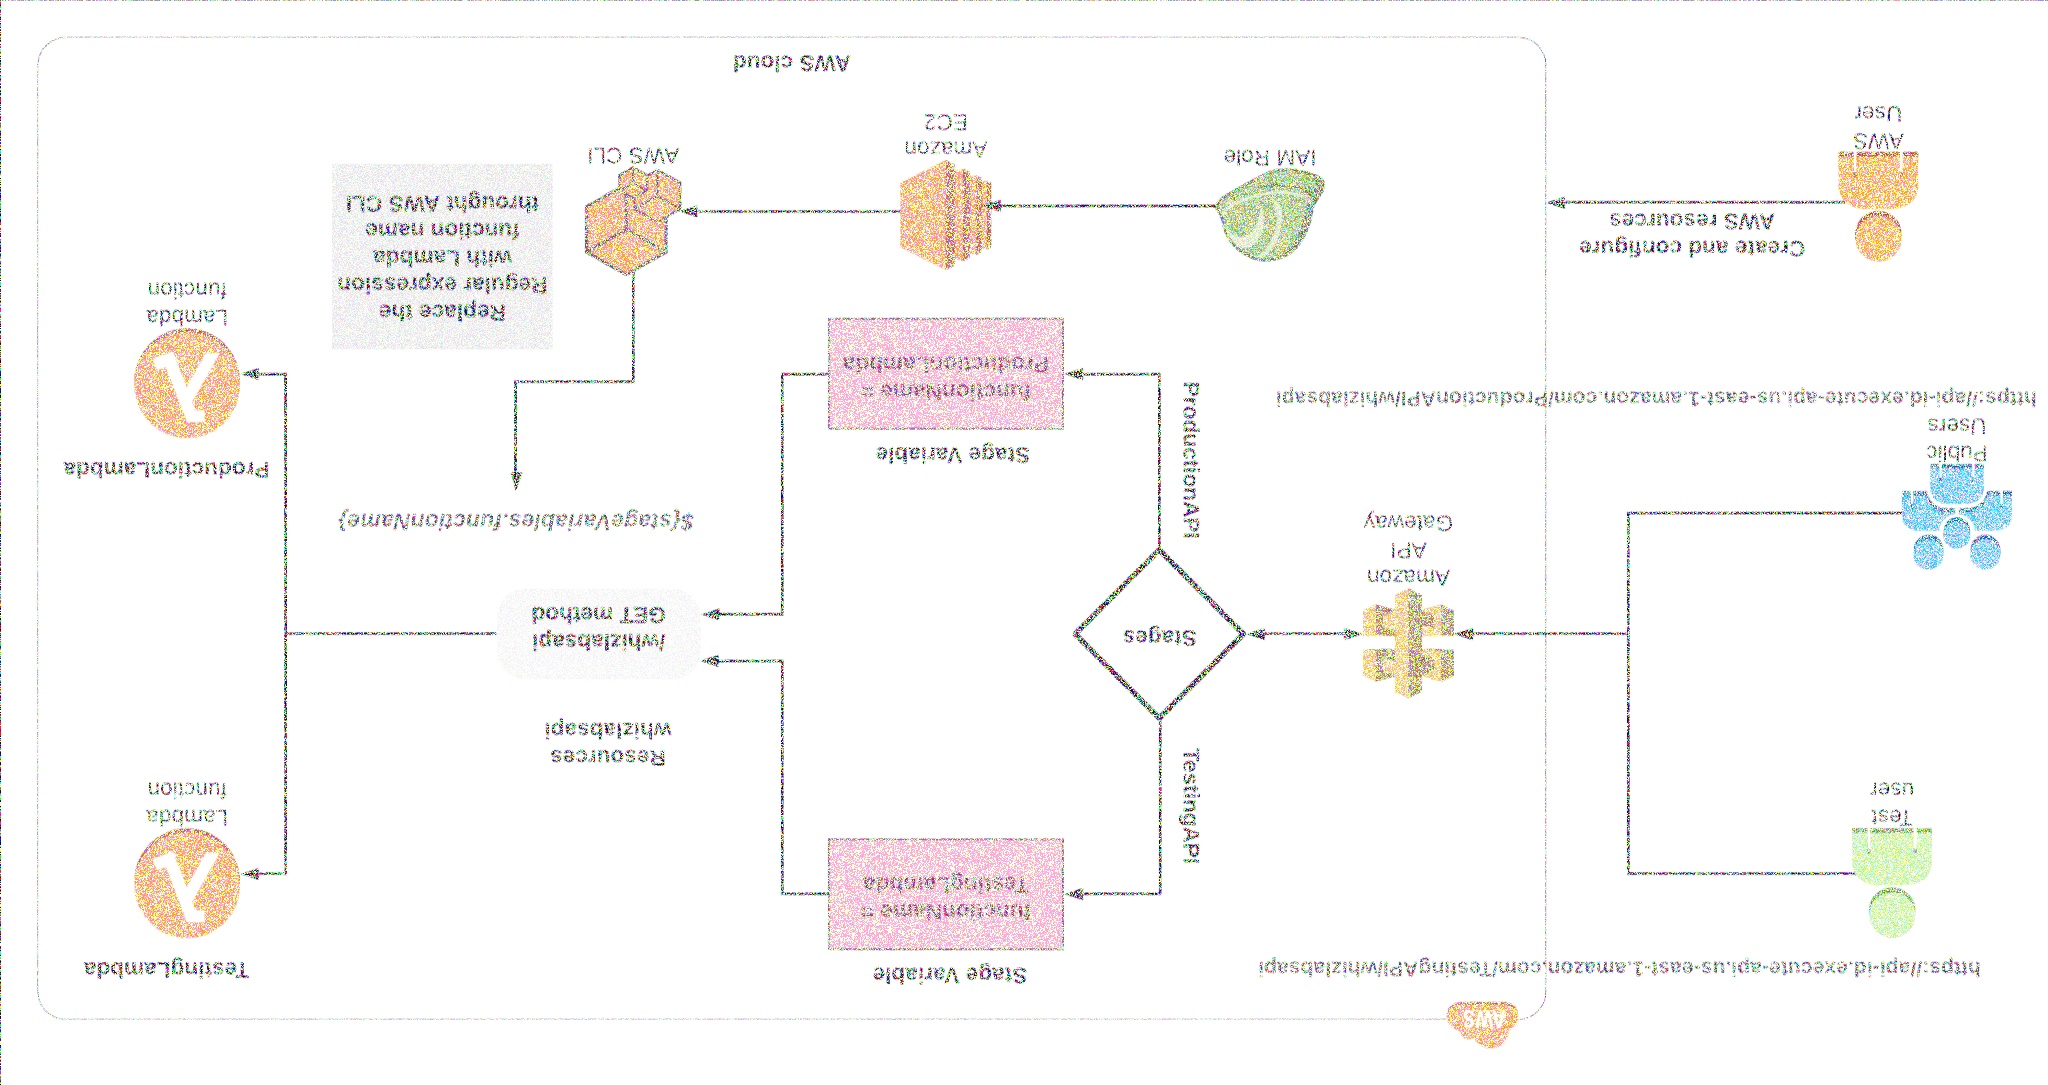 AWS
https://api-id.execute-api.us-east-1.amazon.com/TestingAPI/whizlabsapi
Test
user
Stage Variable
functionName =
TestingLambda
TestingAPI
TestingLambda
Lambda
function
Resources
whizlabsapi
/whizlabsapi
GET method
Stages
Amazon
API
Gateway
Public
Users
https://api-id.execute-api.us-east-1.amazon.com/ProductionAPI/whizlabsapi
ProductionAPI
Stage Variable
functionName =
ProductionLambda
${stageVariables.functionName}
ProductionLambda
Lambda
function
Create and configure
AWS resources
AWS
User
IAM Role
Amazon
EC2
AWS CLI
Replace the
Regular expression
with Lambda
function name
throught AWS CLI
AWS cloud